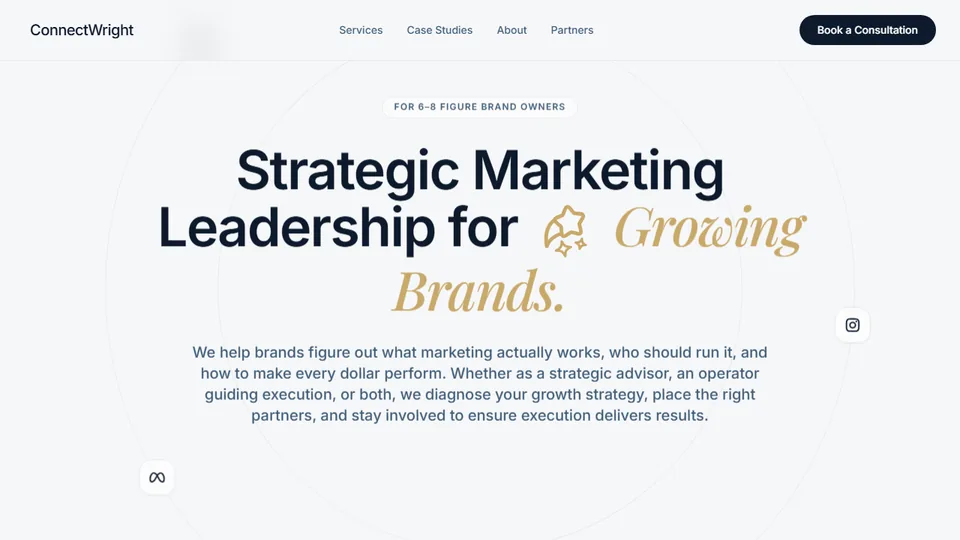 ConnectWright
Services
Case Studies
About
Partners
Book a Consultation
FOR 6–8 FIGURE BRAND OWNERS
Strategic Marketing
Leadership for Growing
Brands.
We help brands figure out what marketing actually works, who should run it, and
how to make every dollar perform. Whether as a strategic advisor, an operator
guiding execution, or both, we diagnose your growth strategy, place the right
partners, and stay involved to ensure execution delivers results.